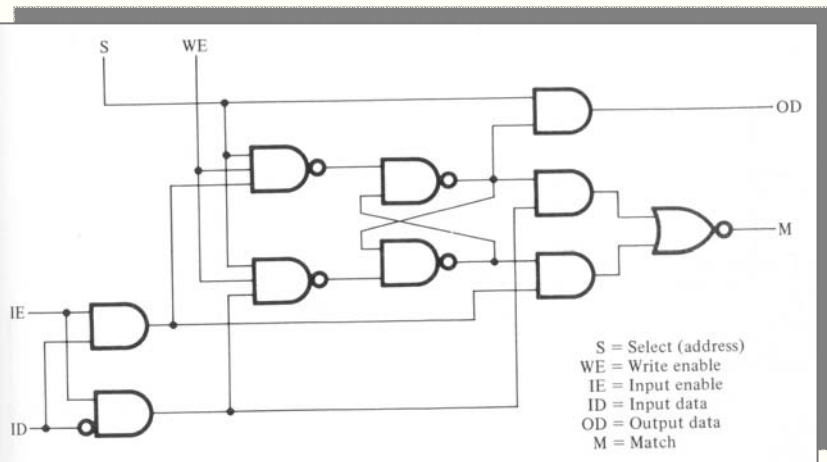 S
WE
OD
M
IE
ID
S = Select (address)
WE = Write enable
IE = Input enable
ID = Input data
OD = Output data
M = Match